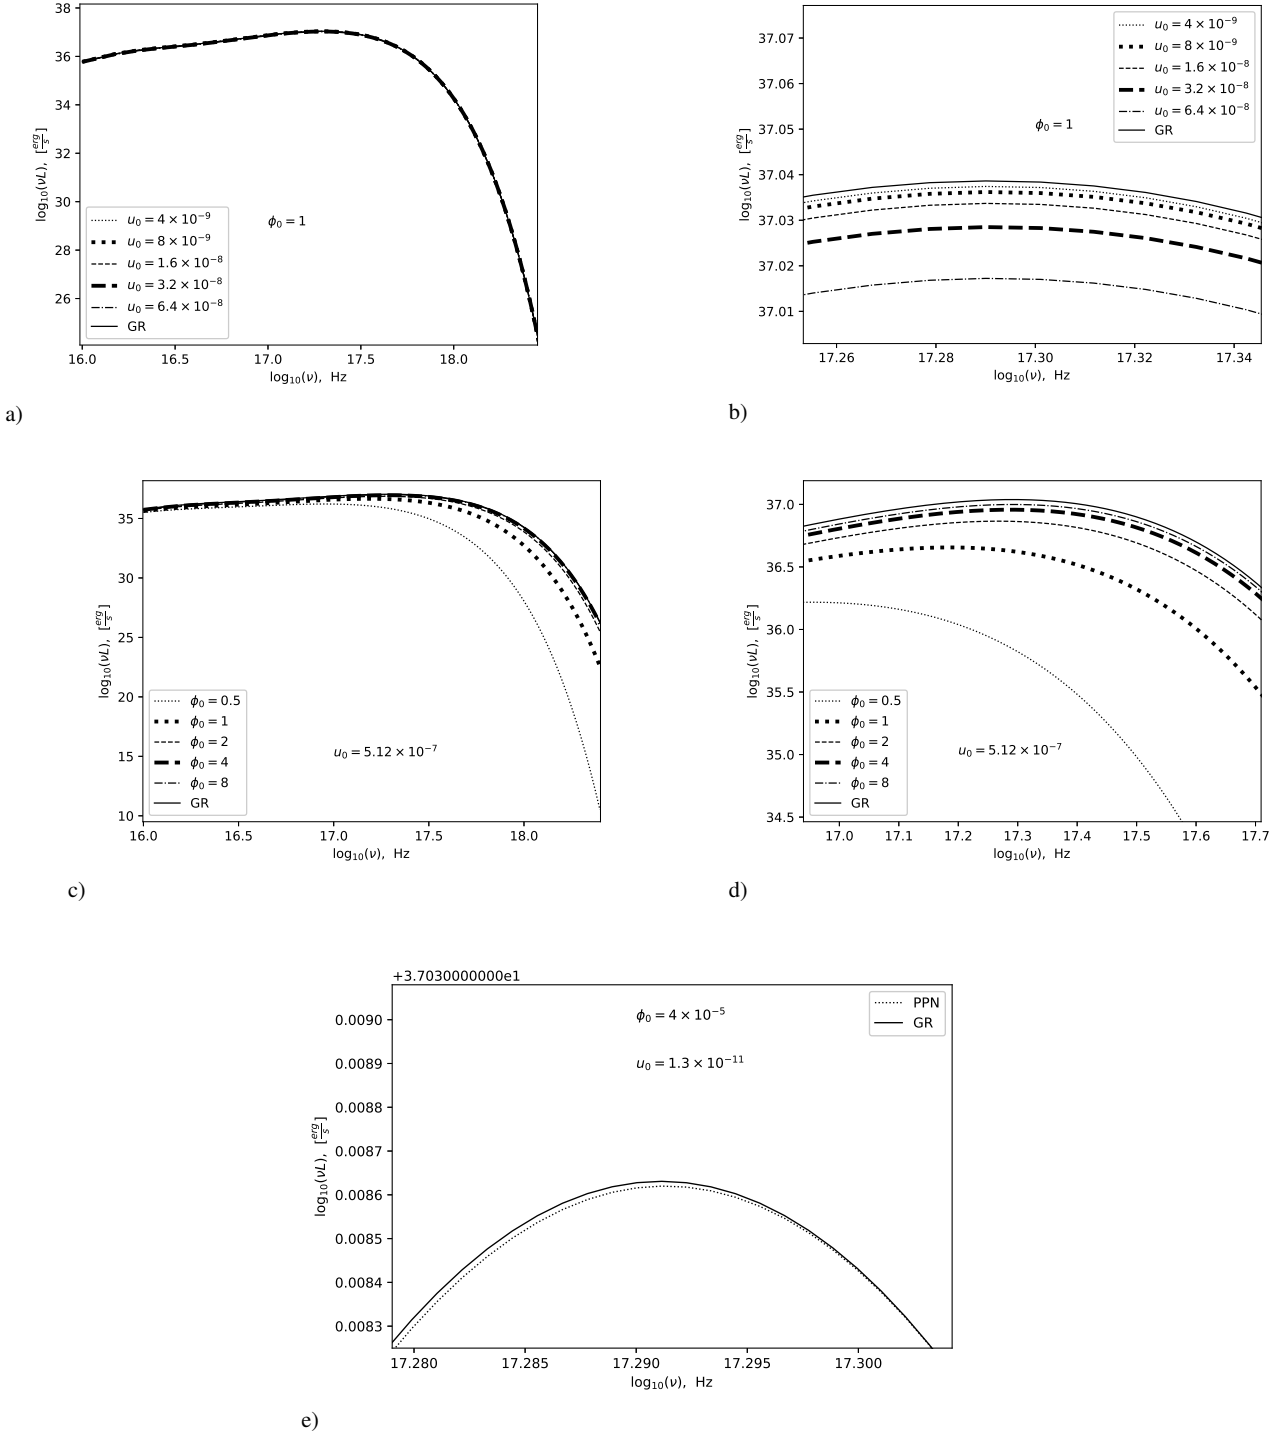 38
36
34
32
30
28
26
log₁₀(νL), [erg/s]
ϕ₀ = 1
u₀ = 4 × 10⁻⁹
u₀ = 8 × 10⁻⁹
u₀ = 1.6 × 10⁻⁸
u₀ = 3.2 × 10⁻⁸
u₀ = 6.4 × 10⁻⁸
GR
16.0 16.5 17.0 17.5 18.0
log₁₀(ν), Hz
a)
37.07
37.06
37.05
37.04
37.03
37.02
37.01
log₁₀(νL), [erg/s]
u₀ = 4 × 10⁻⁹
u₀ = 8 × 10⁻⁹
u₀ = 1.6 × 10⁻⁸
u₀ = 3.2 × 10⁻⁸
u₀ = 6.4 × 10⁻⁸
GR
ϕ₀ = 1
17.26 17.28 17.30 17.32 17.34
log₁₀(ν), Hz
b)
35
30
25
20
15
10
log₁₀(νL), [erg/s]
ϕ₀ = 0.5
ϕ₀ = 1
ϕ₀ = 2
ϕ₀ = 4
ϕ₀ = 8
GR
u₀ = 5.12 × 10⁻⁷
16.0 16.5 17.0 17.5 18.0
log₁₀(ν), Hz
c)
37.0
36.5
36.0
35.5
35.0
34.5
log₁₀(νL), [erg/s]
ϕ₀ = 0.5
ϕ₀ = 1
ϕ₀ = 2
ϕ₀ = 4
ϕ₀ = 8
GR
u₀ = 5.12 × 10⁻⁷
17.0 17.1 17.2 17.3 17.4 17.5 17.6 17.7
log₁₀(ν), Hz
d)
+3.7030000000e1
0.0090
0.0089
0.0088
0.0087
0.0086
0.0085
0.0084
0.0083
log₁₀(νL), [erg/s]
ϕ₀ = 4 × 10⁻⁵
u₀ = 1.3 × 10⁻¹¹
PPN
GR
17.280 17.285 17.290 17.295 17.300
log₁₀(ν), Hz
e)